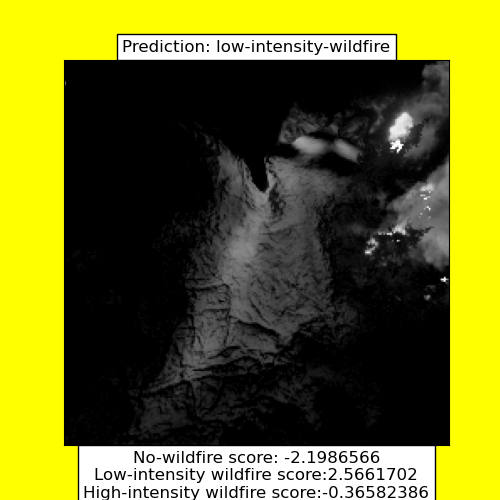 Prediction: low-intensity-wildfire
No-wildfire score: -2.1986566
Low-intensity wildfire score:2.5661702
High-intensity wildfire score:-0.36582386